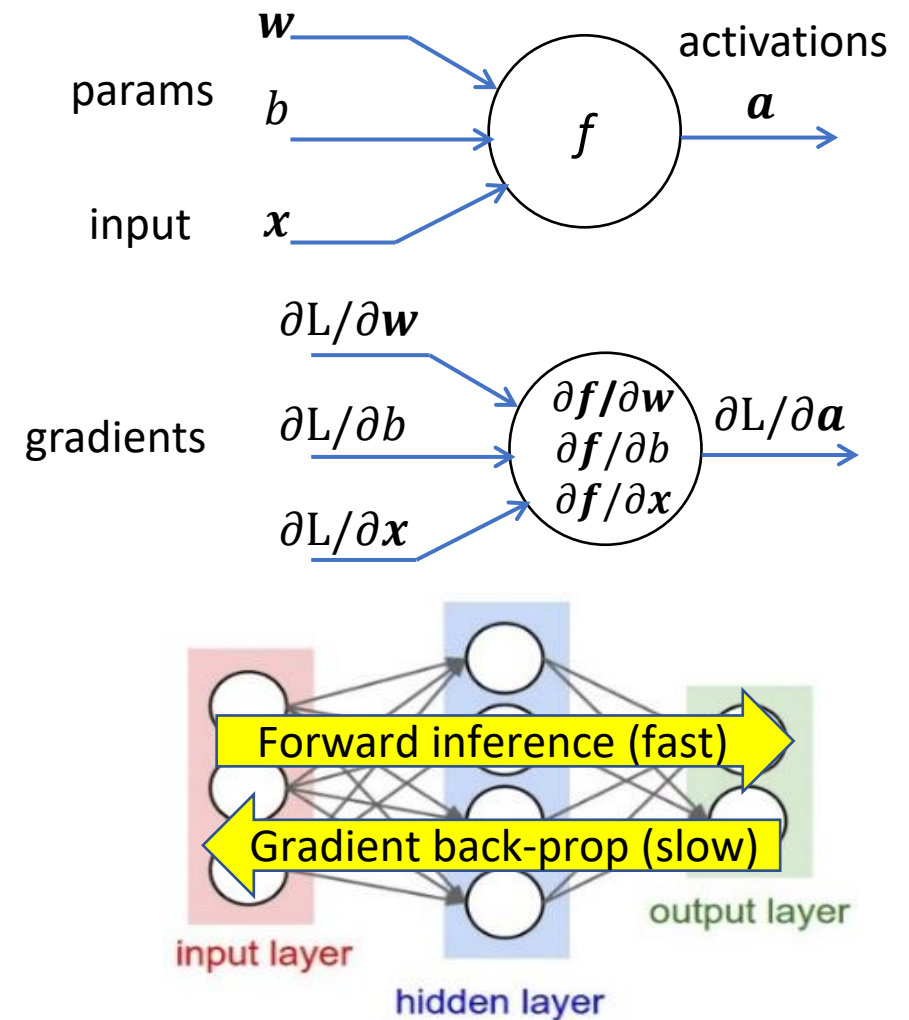 w
activations
params
b
f
a
input
x
∂L/∂w
∂f/∂w
∂L/∂a
gradients
∂L/∂b
∂f/∂b
∂f/∂x
∂L/∂x
Forward inference (fast)
Gradient back-prop (slow)
output layer
input layer
hidden layer